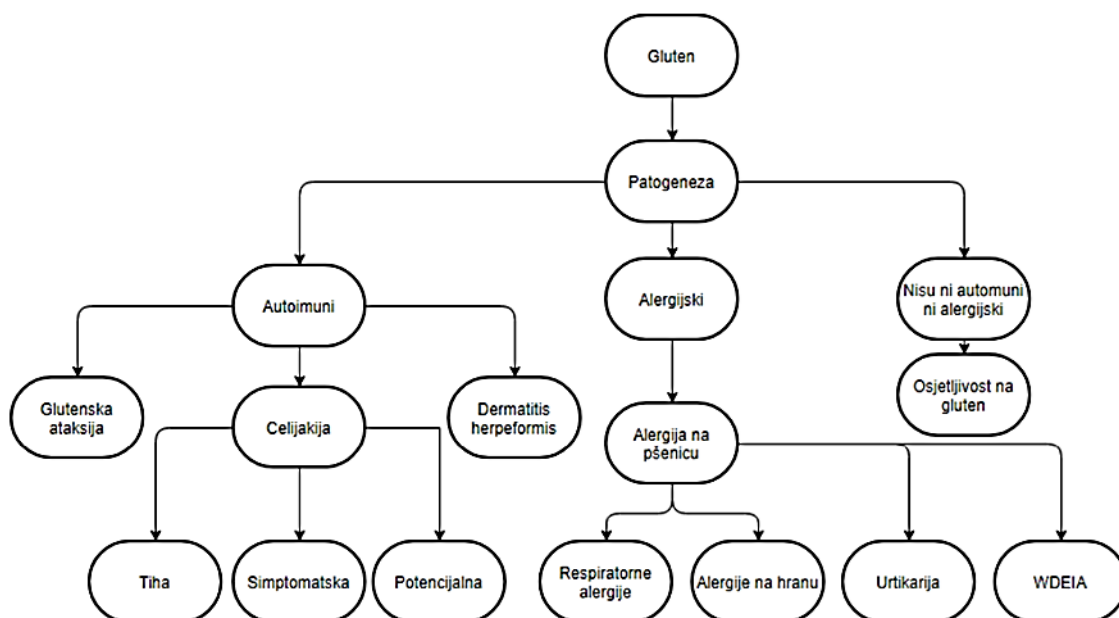 Gluten
Patogeneza
Autoimuni
Alergijski
Nisu ni automuni
ni alergijski
Glutenska
ataksija
Celijakija
Dermatitis
herpeformis
Alergija na
pšenicu
Osjetljivost na
gluten
Tiha
Simptomatska
Potencijalna
Respiratorne
alergije
Alergije na hranu
Urtikarija
WDEIA